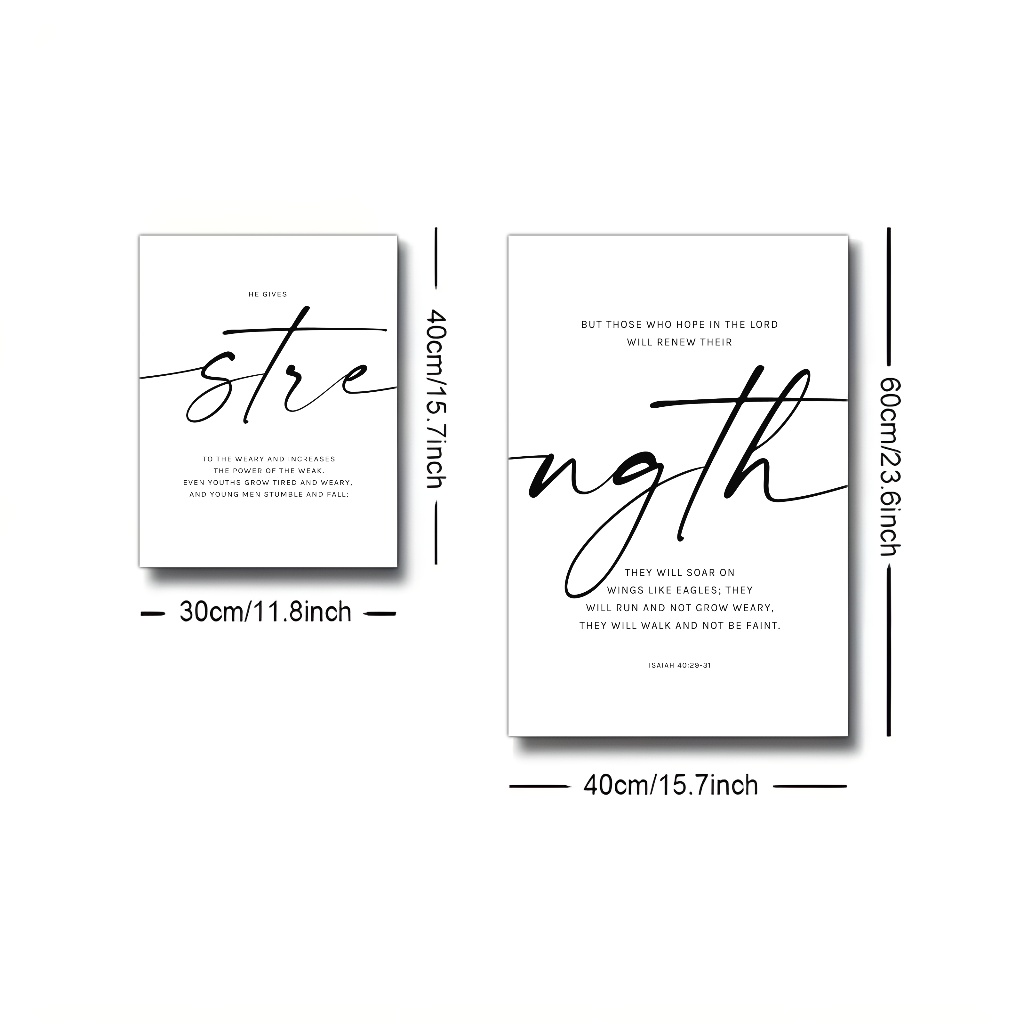 HE GIVES
stre
TO THE WEARY AND INCREASES
THE POWER OF THE WEAK.
EVEN YOUTHS GROW TIRED AND WEARY,
AND YOUNG MEN STUMBLE AND FALL;
40cm/15.7inch
30cm/11.8inch
BUT THOSE WHO HOPE IN THE LORD
WILL RENEW THEIR
ngth
THEY WILL SOAR ON
WINGS LIKE EAGLES; THEY
WILL RUN AND NOT GROW WEARY,
THEY WILL WALK AND NOT BE FAINT.
ISAIAH 40:29-31
60cm/23.6inch
40cm/15.7inch